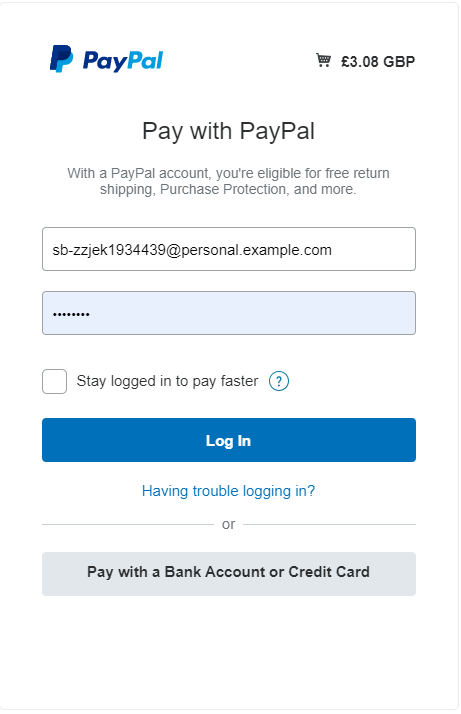 PayPal
£3.08 GBP
Pay with PayPal
With a PayPal account, you're eligible for free return
shipping, Purchase Protection, and more.
sb-zzjek1934439@personal.example.com
••••••••
Stay logged in to pay faster ?
Log In
Having trouble logging in?
or
Pay with a Bank Account or Credit Card